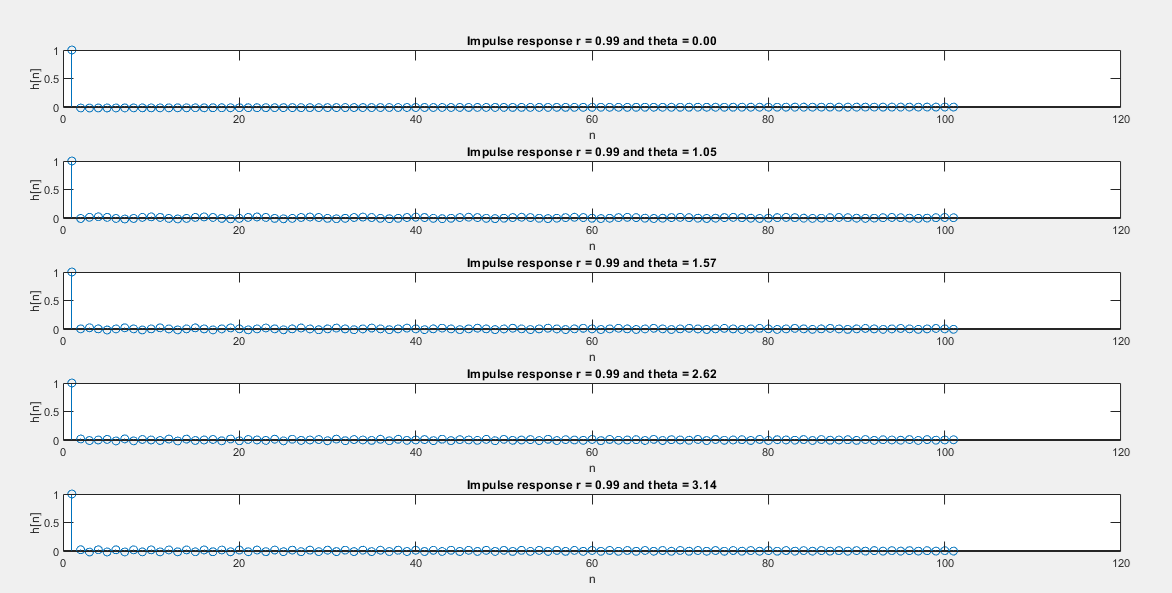 Impulse response r = 0.99 and theta = 0.00
h[n]
1
0.5
0
0 20 40 60 80 100 120
n
Impulse response r = 0.99 and theta = 1.05
h[n]
1
0.5
0
0 20 40 60 80 100 120
n
Impulse response r = 0.99 and theta = 1.57
h[n]
1
0.5
0
0 20 40 60 80 100 120
n
Impulse response r = 0.99 and theta = 2.62
h[n]
1
0.5
0
0 20 40 60 80 100 120
n
Impulse response r = 0.99 and theta = 3.14
h[n]
1
0.5
0
0 20 40 60 80 100 120
n